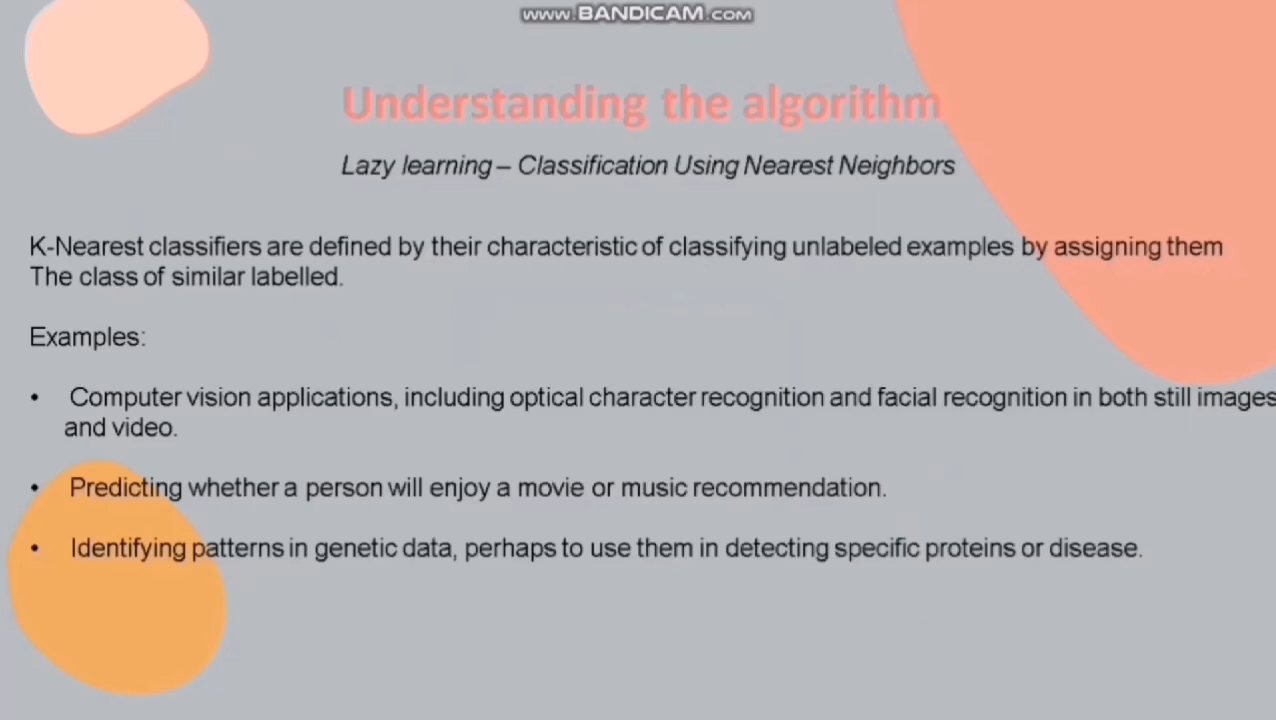 www.BANDICAM.com
Understanding the algorithm
Lazy learning – Classification Using Nearest Neighbors
K-Nearest classifiers are defined by their characteristic of classifying unlabeled examples by assigning them
The class of similar labelled.
Examples:
• Computer vision applications, including optical character recognition and facial recognition in both still images
and video.
• Predicting whether a person will enjoy a movie or music recommendation.
• Identifying patterns in genetic data, perhaps to use them in detecting specific proteins or disease.